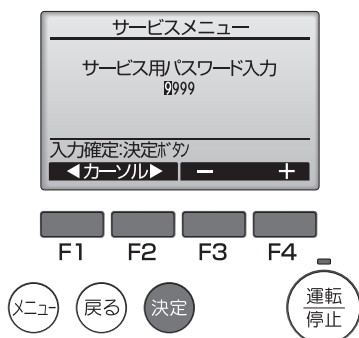 サービスメニュー
サービス用パスワード入力
9999
入力確定:決定ボタン
◀カーソル▶ － ＋
F1 F2 F3 F4
メニュー 戻る 決定 運転
停止